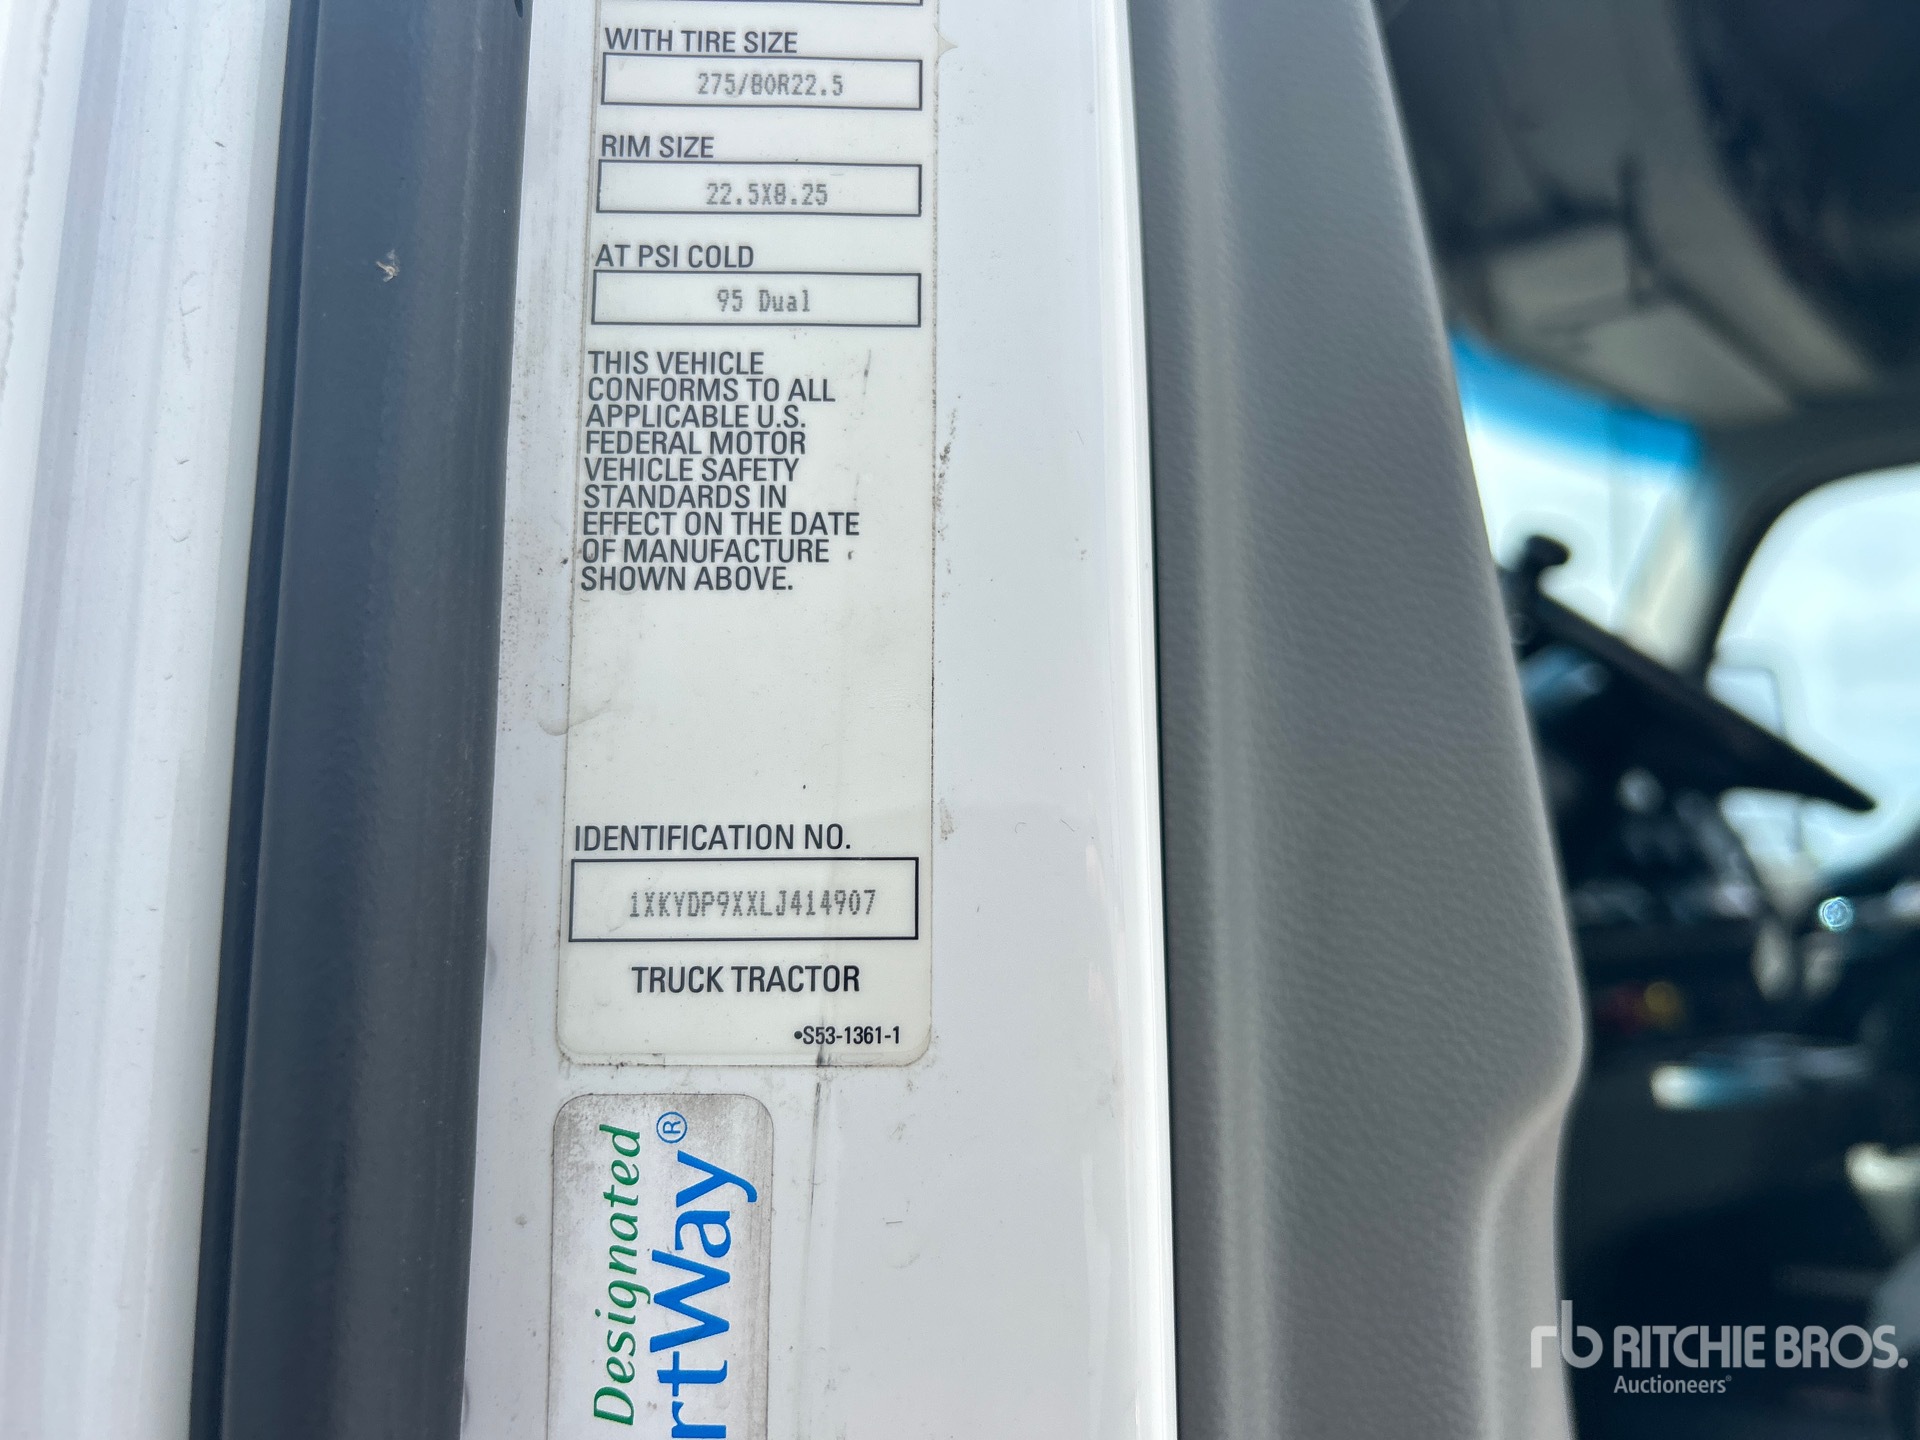 WITH TIRE SIZE
275/80R22.5
RIM SIZE
22.5X8.25
AT PSI COLD
95 Dual
THIS VEHICLE
CONFORMS TO ALL
APPLICABLE U.S.
FEDERAL MOTOR
VEHICLE SAFETY
STANDARDS IN
EFFECT ON THE DATE
OF MANUFACTURE
SHOWN ABOVE.
IDENTIFICATION NO.
1XKYDP9XXLJ414907
TRUCK TRACTOR
•S53-1361-1
Designated
rtWay®
rb RITCHIE BROS.
Auctioneers®